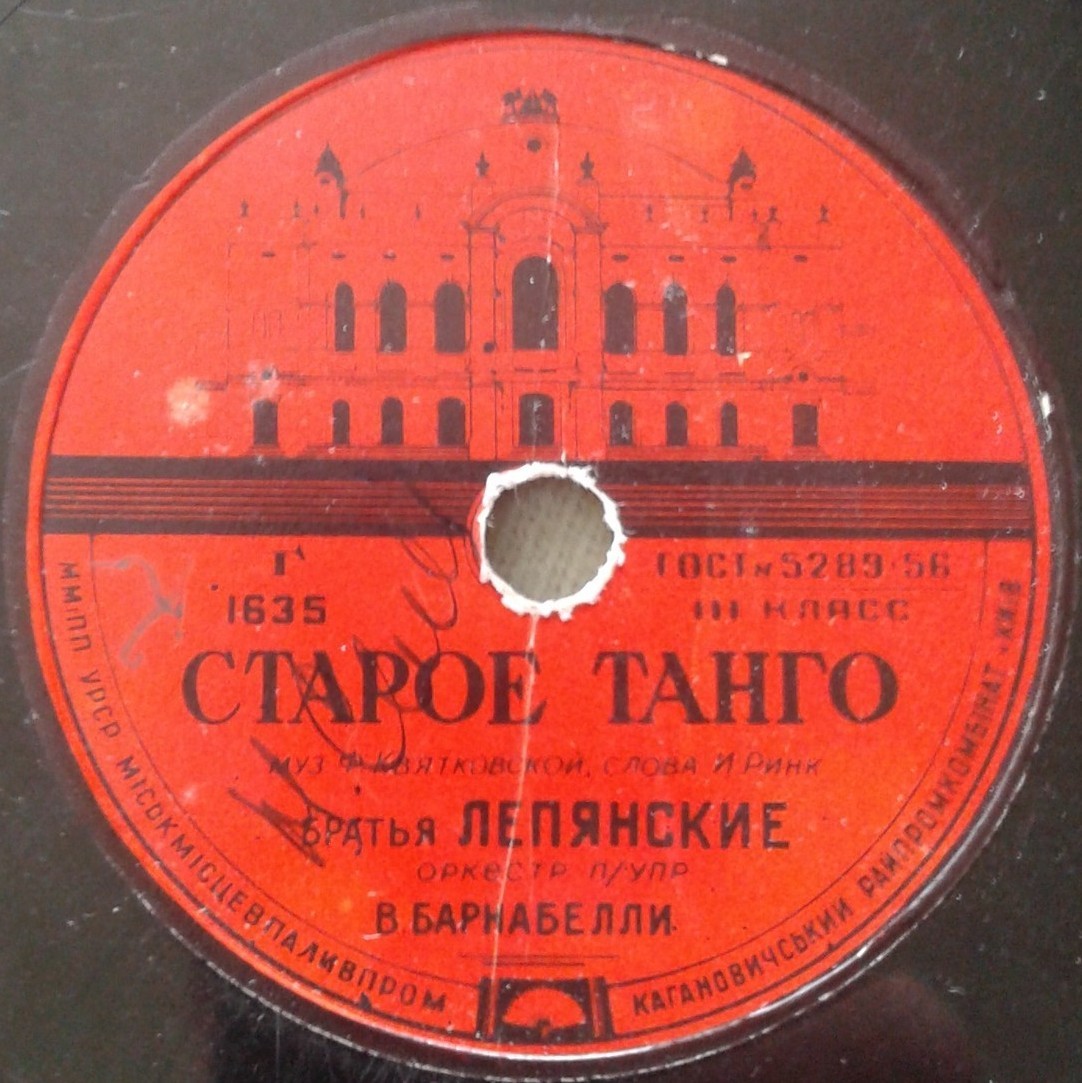 Г
1635
ГОСТ № 5289-56
III КЛАСС
СТАРОЕ ТАНГО
МУЗ Ф КВЯТКОВСКОЙ, СЛОВА И РИНК
БРАТЬЯ ЛЕПЯНСКИЕ
ОРКЕСТР П/УПР
В. БАРНАБЕЛЛИ
ММПП УРСР МІСЬКМІСЦЕВПАЛИВПРОМ
КАГАНОВИЧСЬКИЙ РАЙПРОМКОМБІНАТ